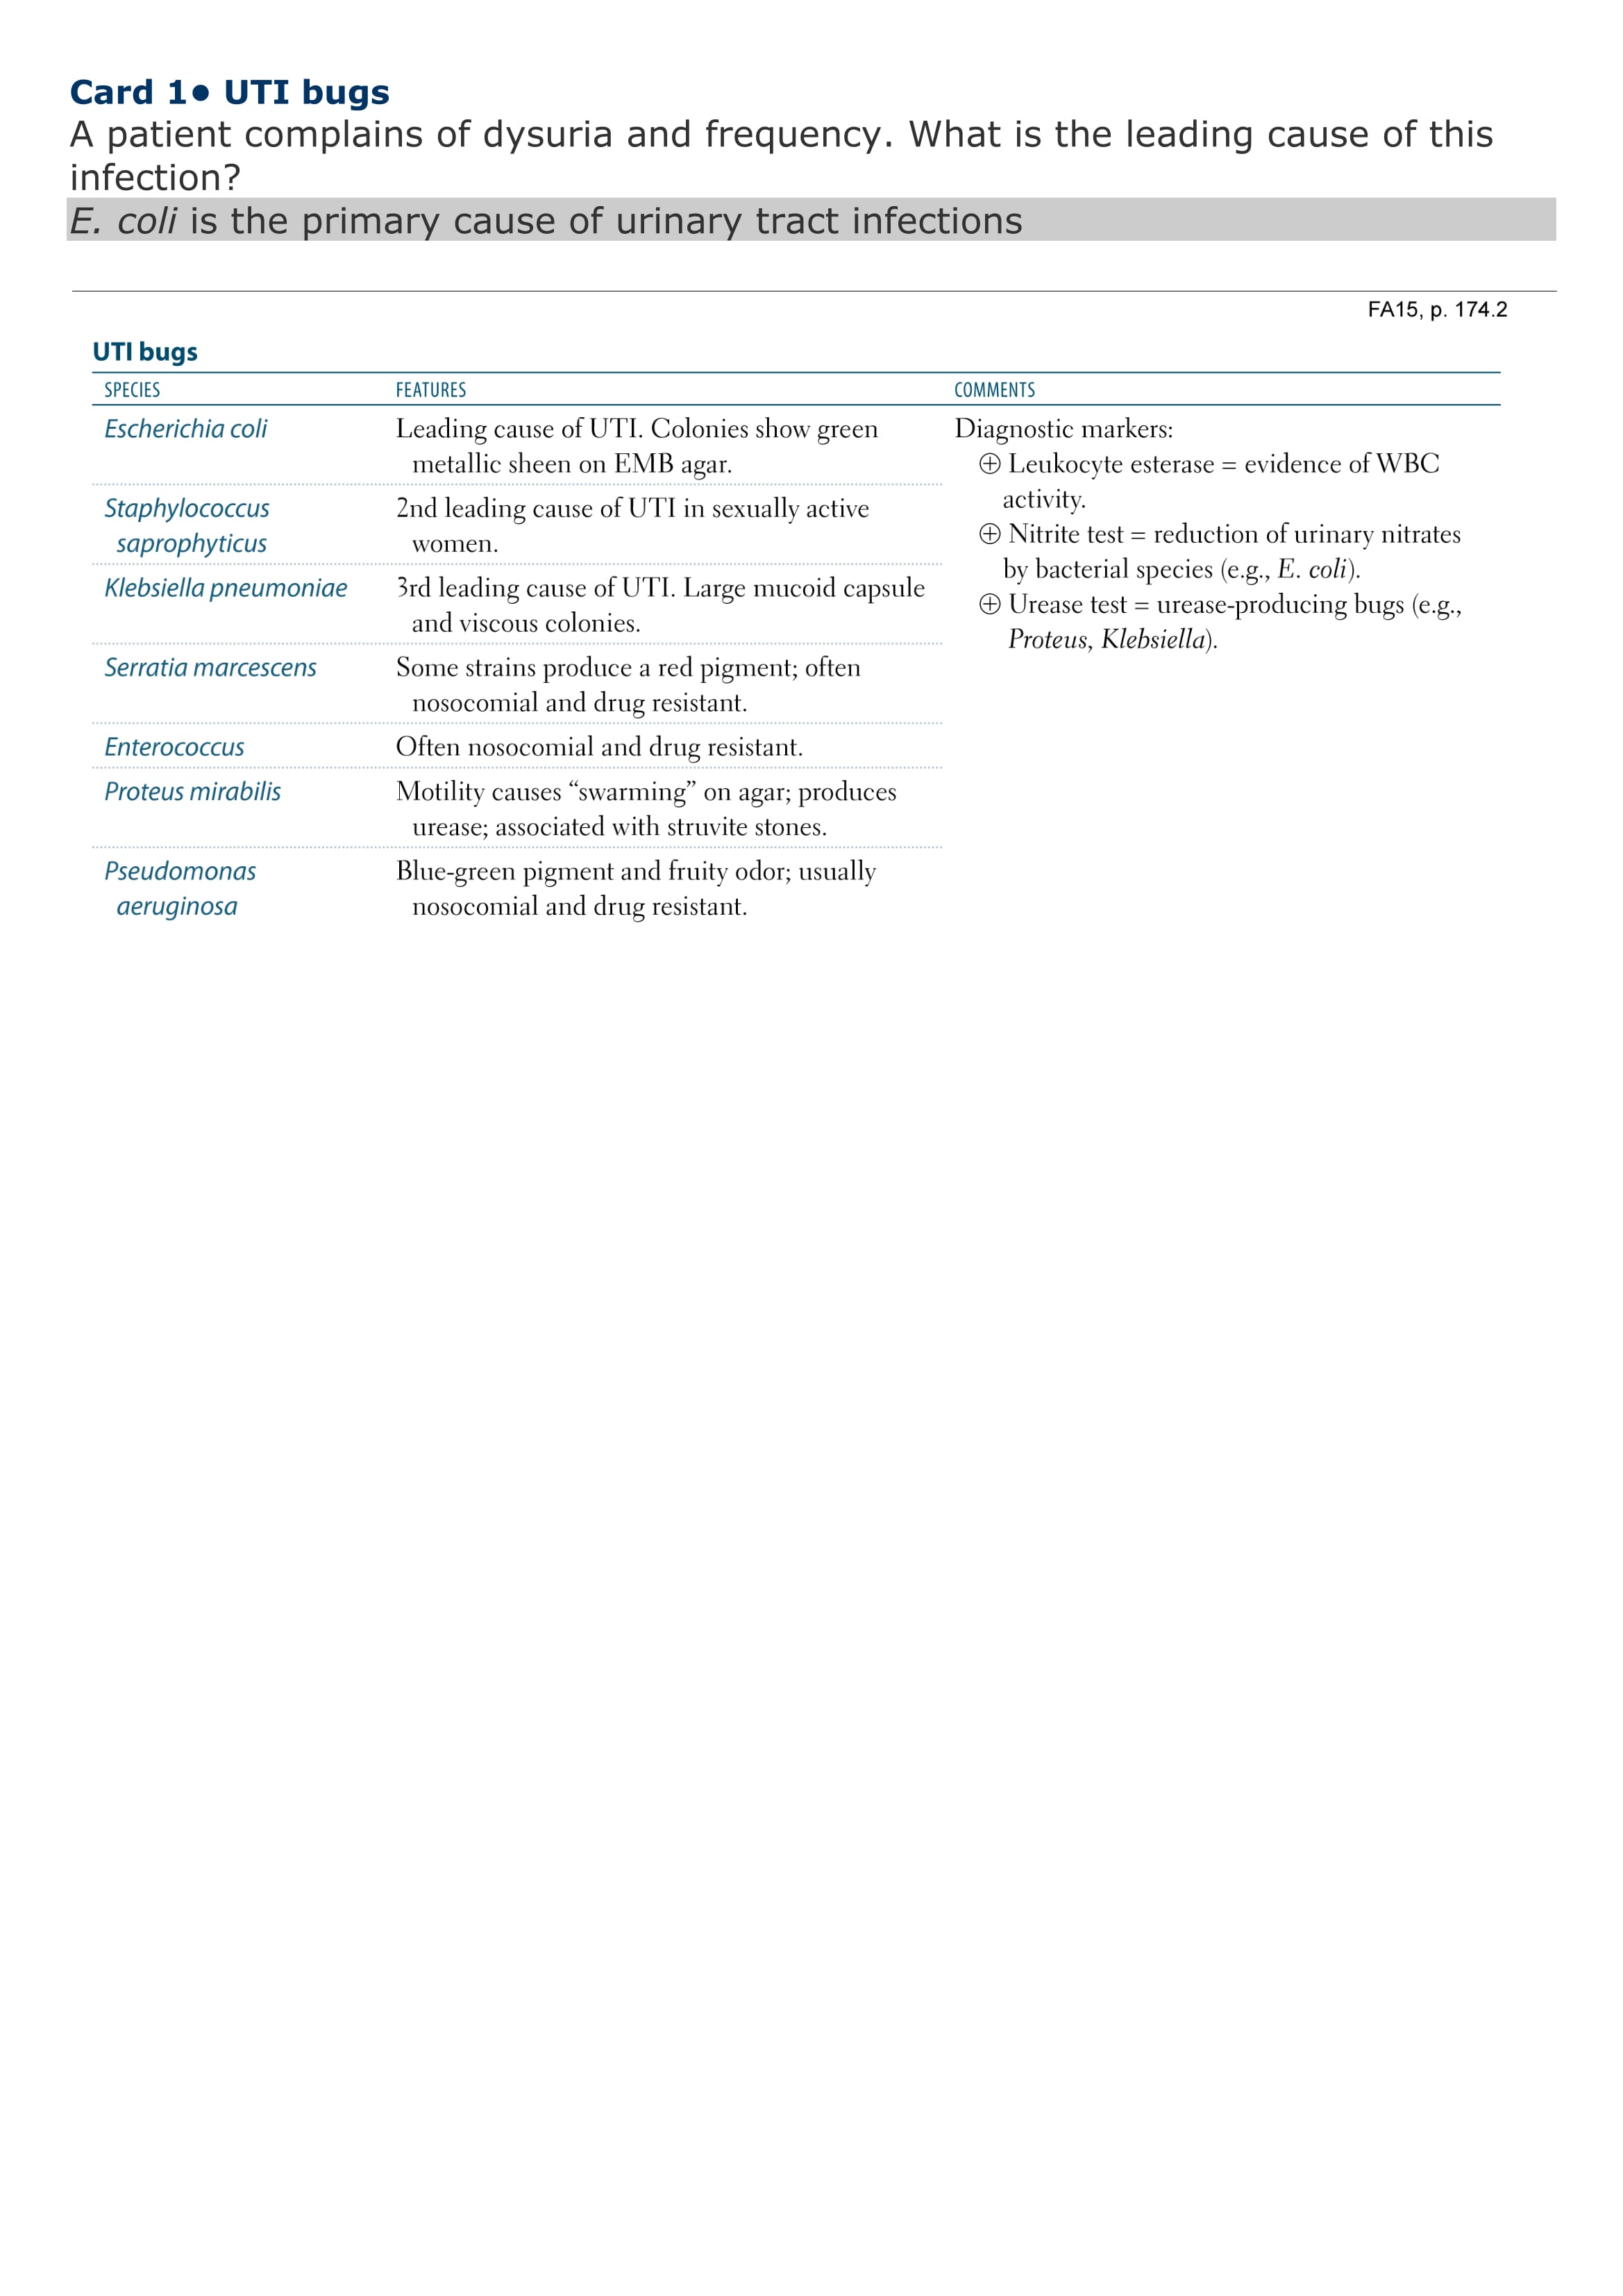 Card 1● UTI bugs
A patient complains of dysuria and frequency. What is the leading cause of this
infection?
E. coli is the primary cause of urinary tract infections
FA15, p. 174.2
UTI bugs
SPECIES FEATURES COMMENTS
Escherichia coli Leading cause of UTI. Colonies show green Diagnostic markers:
metallic sheen on EMB agar. ⊕ Leukocyte esterase = evidence of WBC
activity.
Staphylococcus 2nd leading cause of UTI in sexually active
saprophyticus women. ⊕ Nitrite test = reduction of urinary nitrates
by bacterial species (e.g., E. coli).
Klebsiella pneumoniae 3rd leading cause of UTI. Large mucoid capsule ⊕ Urease test = urease-producing bugs (e.g.,
and viscous colonies. Proteus, Klebsiella).
Serratia marcescens Some strains produce a red pigment; often
nosocomial and drug resistant.
Enterococcus Often nosocomial and drug resistant.
Proteus mirabilis Motility causes “swarming” on agar; produces
urease; associated with struvite stones.
Pseudomonas Blue-green pigment and fruity odor; usually
aeruginosa nosocomial and drug resistant.